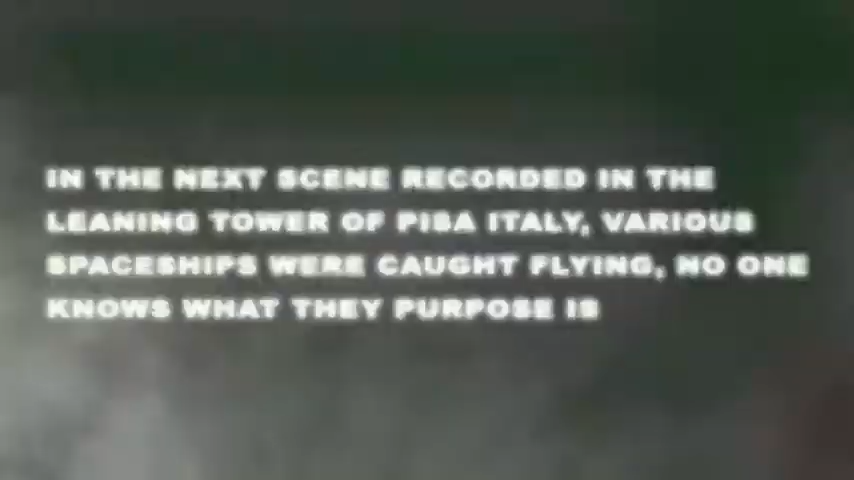 IN THE NEXT SCENE RECORDED IN THE
LEANING TOWER OF PISA ITALY, VARIOUS
SPACESHIPS WERE CAUGHT FLYING, NO ONE
KNOWS WHAT THEY PURPOSE IS